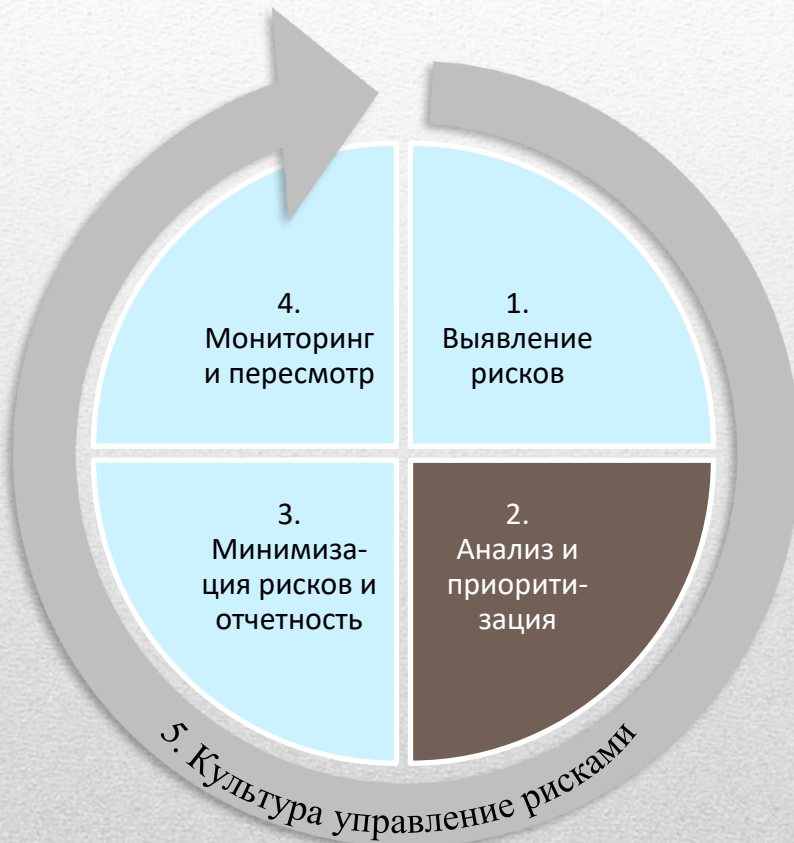 4.
Мониторинг
и пересмотр
1.
Выявление
рисков
3.
Минимиза-
ция рисков и
отчетность
2.
Анализ и
приорити-
зация
5. Культура управление рисками